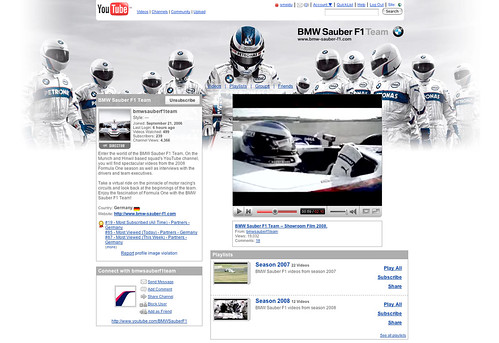 YouTube
Videos | Channels | Community | Upload
Account ▼ | QuickList | Help | Log Out | Site:
Search
BMW Sauber F1 Team
www.bmw-sauber-f1.com
Videos | Playlists | Groups | Friends
BMW Sauber F1 Team
Unsubscribe
bmwsauberf1team
Style: ---
Joined: September 21, 2006
Last Login: 6 hours ago
Subscribers:
Channel Views:
Enter the world of the BMW Sauber F1 Team. On the
Munich and Hinwil based squad's YouTube channel,
you will find spectacular videos from the 2008
Formula One season as well as interviews with the
drivers and team executives.
Take a virtual ride on the pinnacle of motor racing's
circuits and look back at the beginnings of the team.
Enjoy the fascination of Formula One with the BMW
Sauber F1 Team!
Country: Germany
Website: http://www.bmw-sauber-f1.com
#19 - Most Subscribed (All Time) - Partners -
Germany
#45 - Most Viewed (Today) - Partners -
Germany
#67 - Most Viewed (This Week) - Partners -
Germany
(more)
Report profile image violation
Connect with bmwsauberf1team
Send Message
Add Comment
Share Channel
Block User
Add as Friend
http://www.youtube.com/BMWSauberF1
BMW Sauber F1 Team – Showroom Film 2008.
From: bmwsauberf1team
Views:
Comments:
Playlists
Season 2007 22 Videos
BMW Sauber F1 videos from season 2007
Play All
Subscribe
Share
Season 2008 13 Videos
BMW Sauber F1 videos from season 2008
Play All
Subscribe
Share
See all playlists
PETRONAS